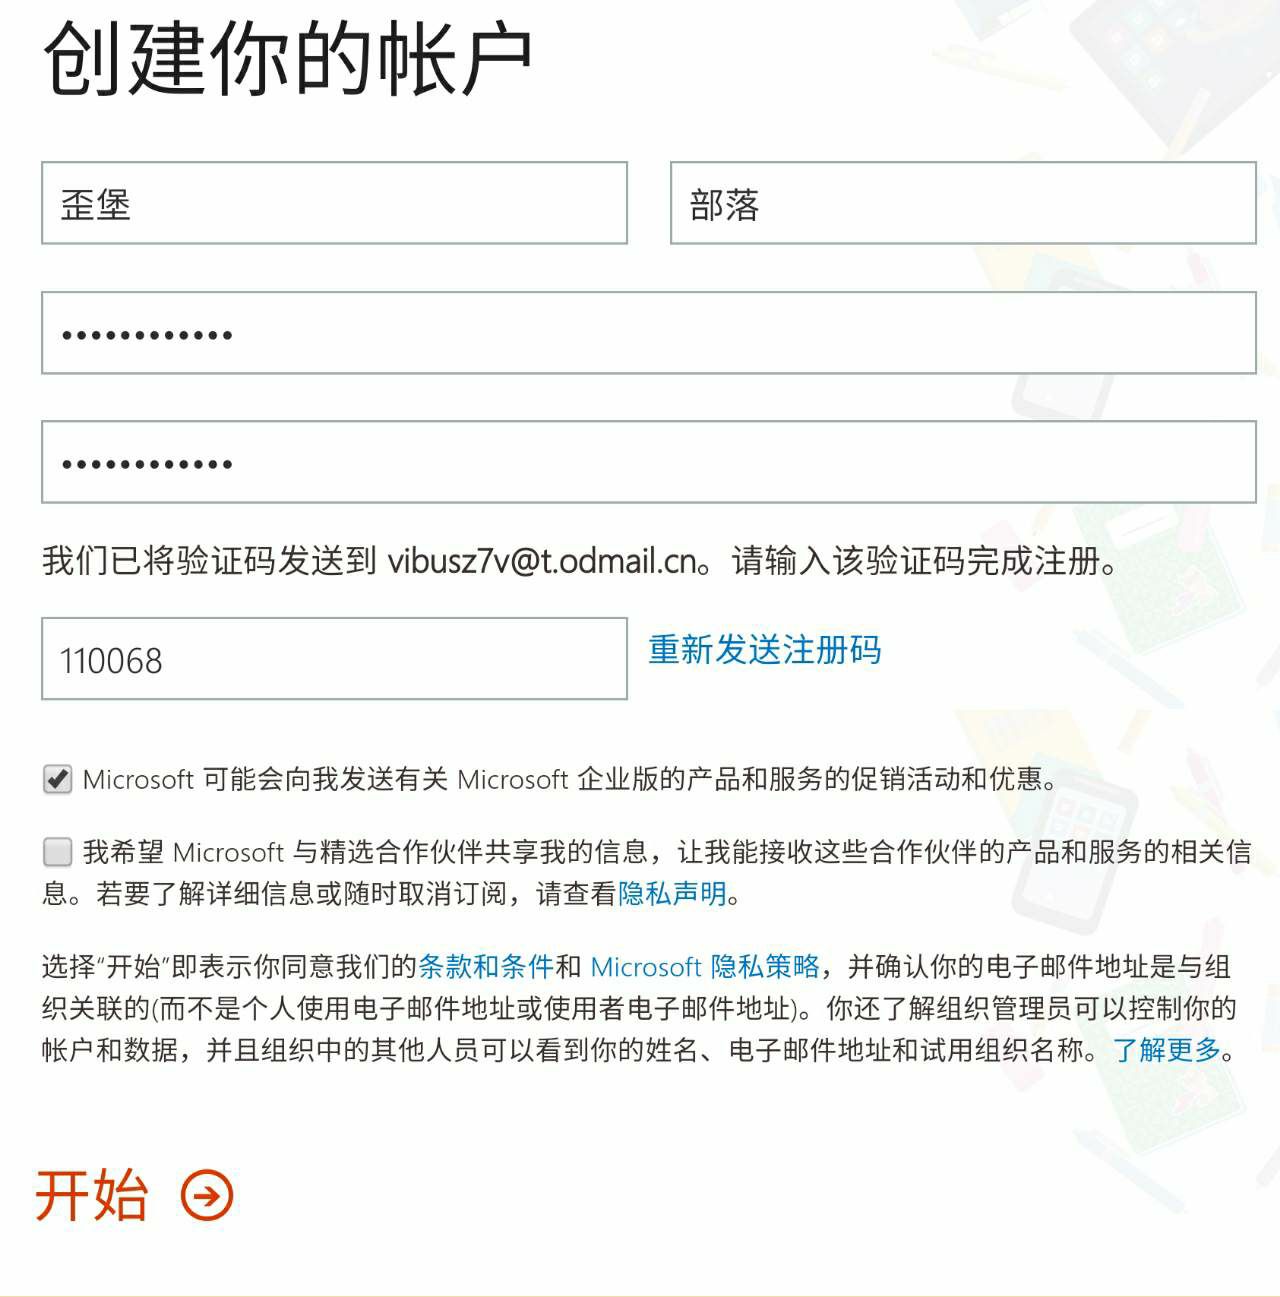 创建你的帐户
歪堡 部落
••••••••••••
••••••••••••
我们已将验证码发送到 vibusz7v@t.odmail.cn。请输入该验证码完成注册。
110068 重新发送注册码
Microsoft 可能会向我发送有关 Microsoft 企业版的产品和服务的促销活动和优惠。
我希望 Microsoft 与精选合作伙伴共享我的信息，让我能接收这些合作伙伴的产品和服务的相关信
息。若要了解详细信息或随时取消订阅，请查看隐私声明。
选择“开始”即表示你同意我们的条款和条件和 Microsoft 隐私策略，并确认你的电子邮件地址是与组
织关联的(而不是个人使用电子邮件地址或使用者电子邮件地址)。你还了解组织管理员可以控制你的
帐户和数据，并且组织中的其他人员可以看到你的姓名、电子邮件地址和试用组织名称。了解更多。
开始